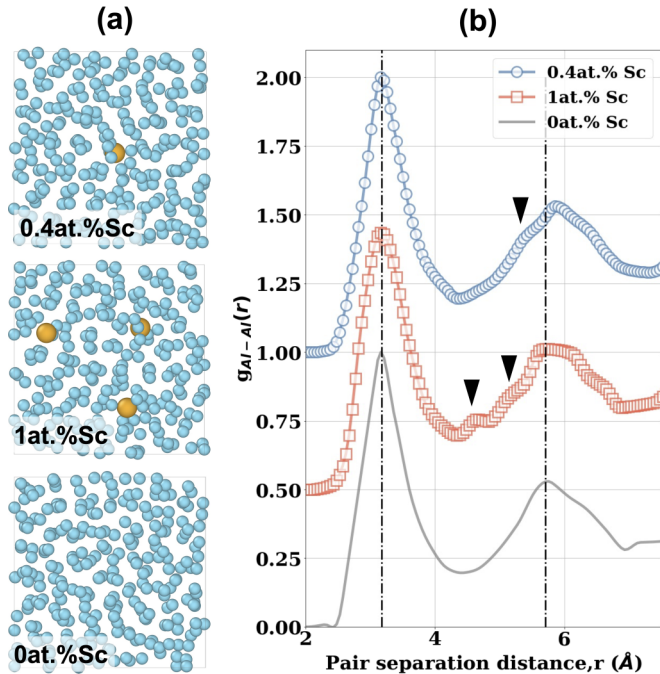 (a)
0.4at.%Sc
1at.%Sc
0at.%Sc
(b)
0.4at.% Sc
1at.% Sc
0at.% Sc
2.00
1.75
1.50
1.25
1.00
0.75
0.50
0.25
0.00
g_{Al-Al}(r)
2
4
6
Pair separation distance,r (Å)